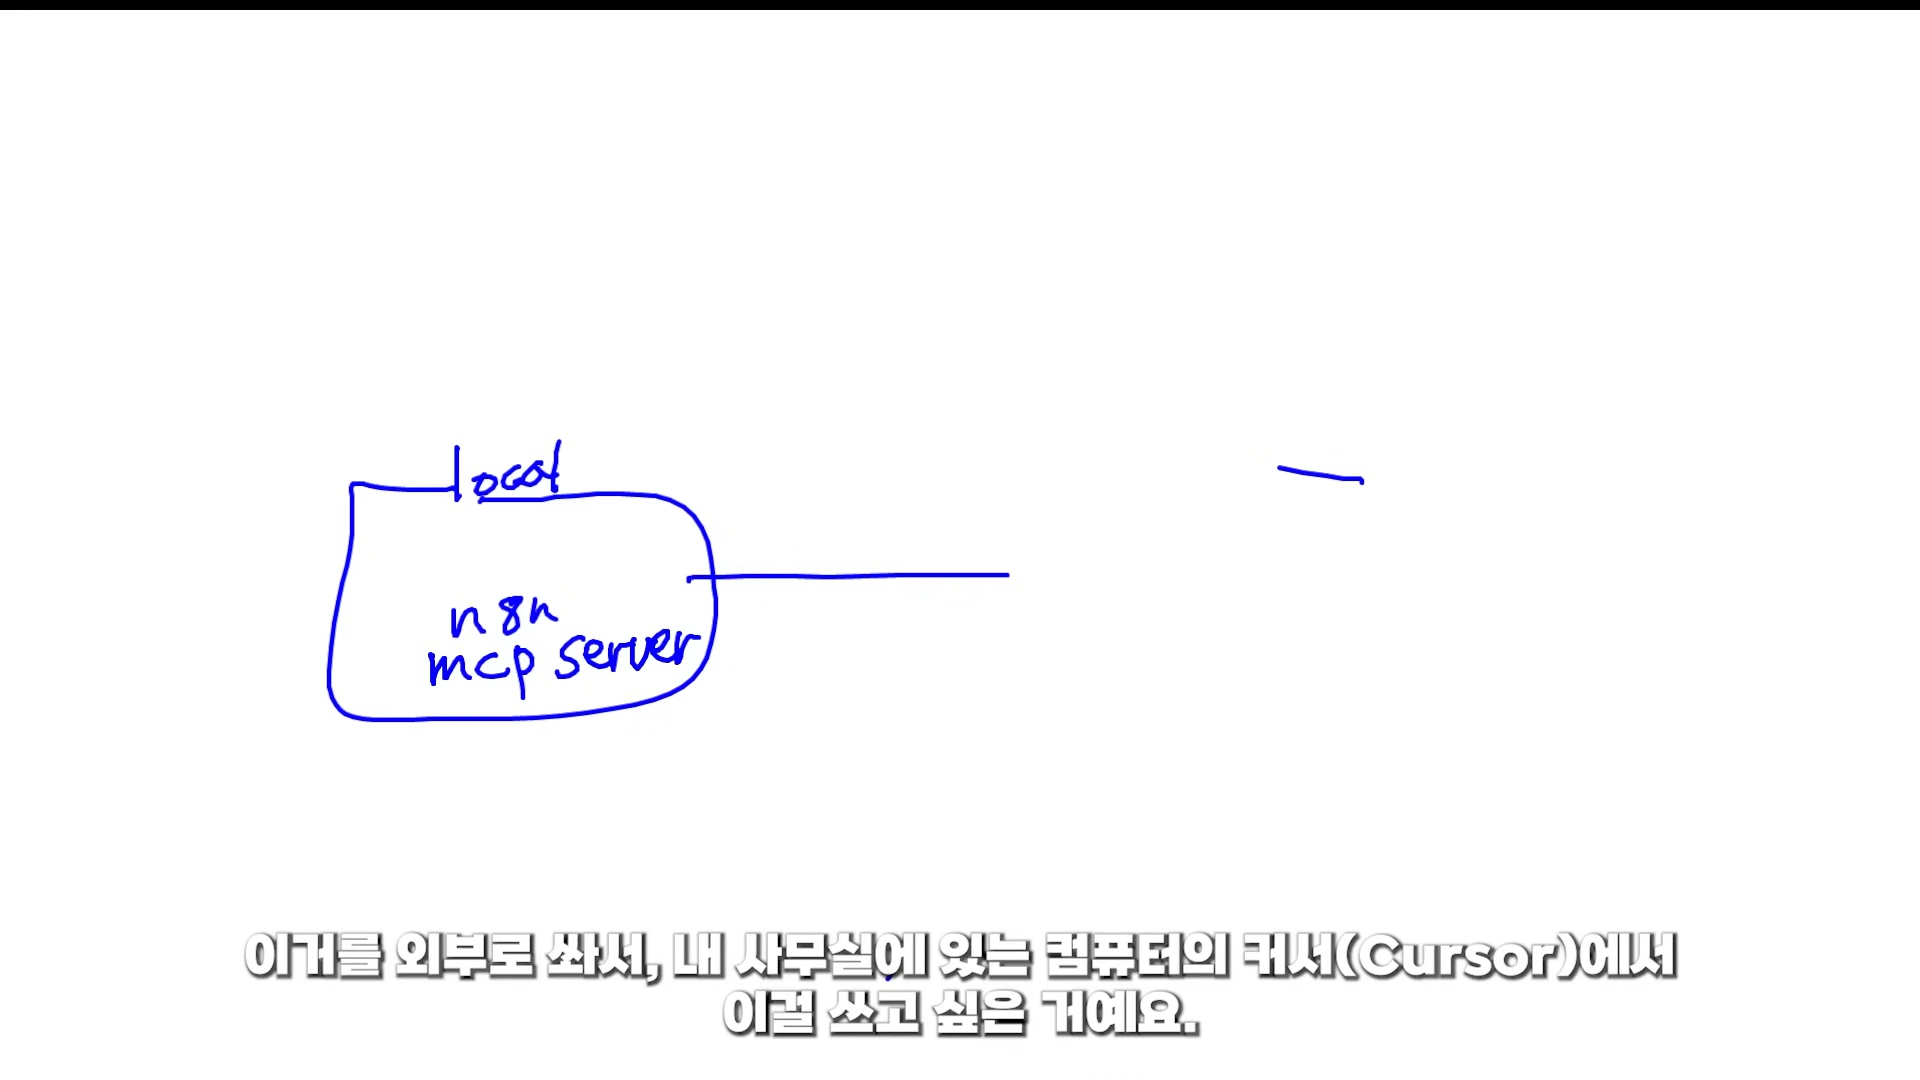 local
n8n
mcp server
이거를 외부로 쏴서, 내 사무실에 있는 컴퓨터의 커서(Cursor)에서
이걸 쓰고 싶은 거예요.